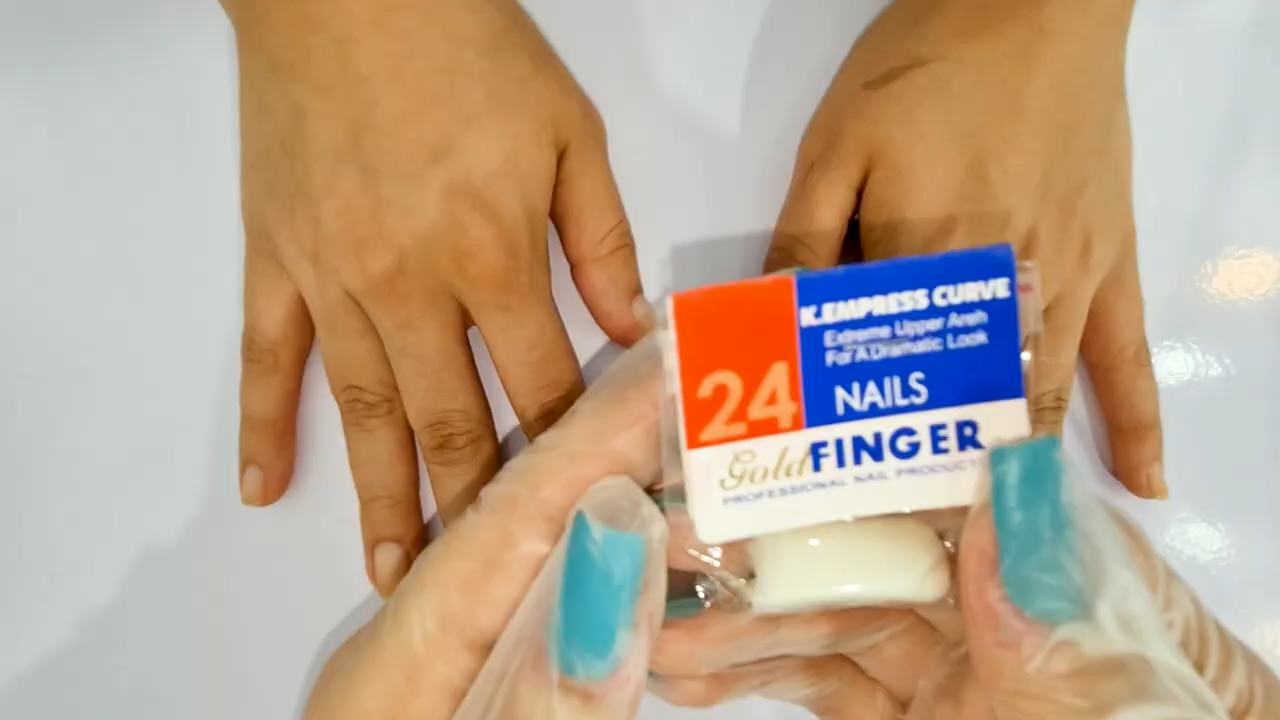 K.EMPRESS CURVE
Extreme Upper Arch
For A Dramatic Look
24
NAILS
Gold FINGER
PROFESSIONAL NAIL PRODUCT